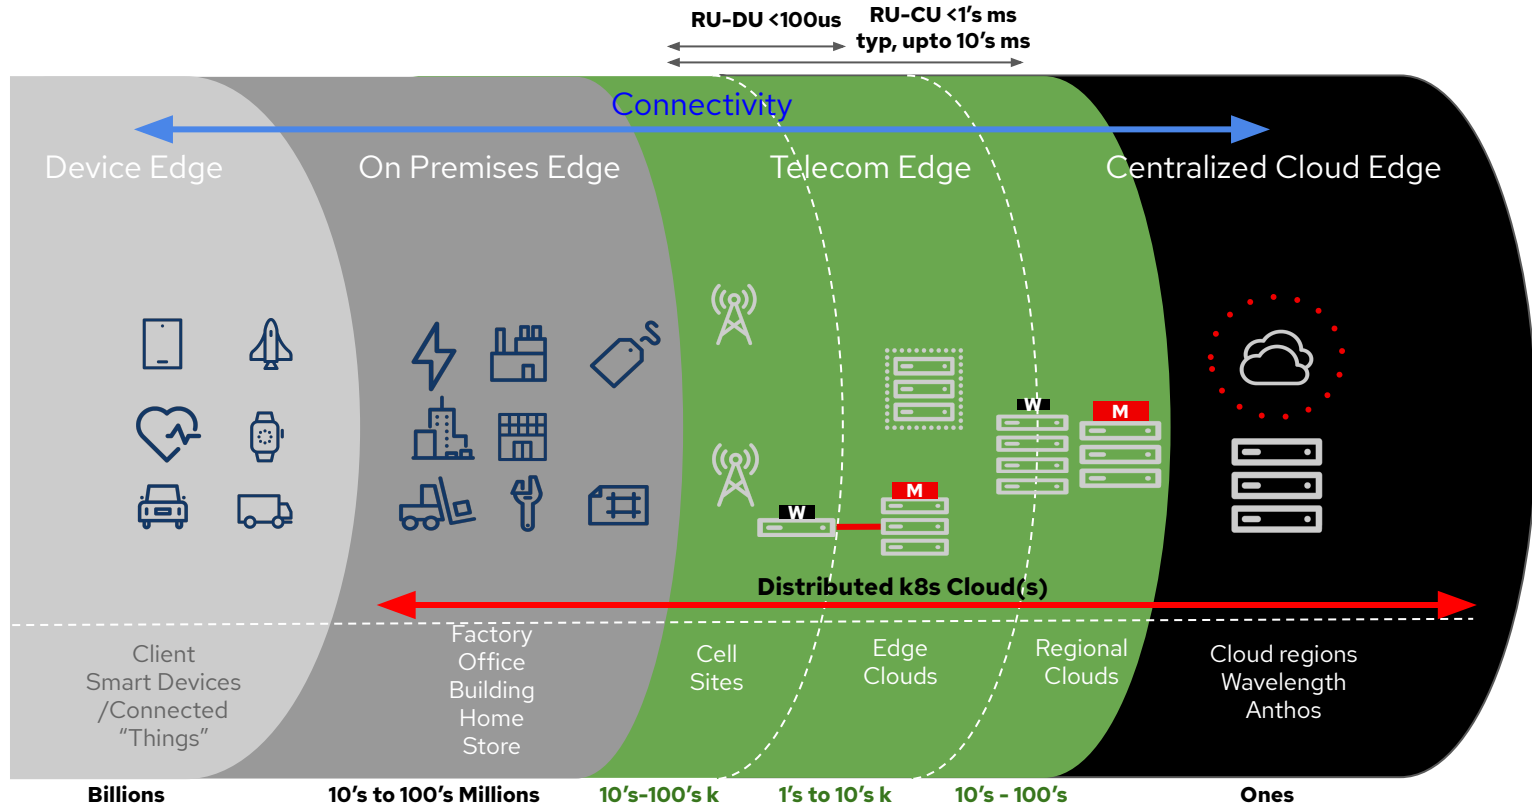 RU-DU <100us
RU-CU <1's ms
typ, upto 10's ms
Connectivity
Device Edge
On Premises Edge
Telecom Edge
Centralized Cloud Edge
W
M
M
W
Distributed k8s Cloud(s)
Client
Smart Devices
/Connected
“Things”
Factory
Office
Building
Home
Store
Cell
Sites
Edge
Clouds
Regional
Clouds
Cloud regions
Wavelength
Anthos
Billions
10's to 100's Millions
10's-100's k
1's to 10's k
10's - 100's
Ones